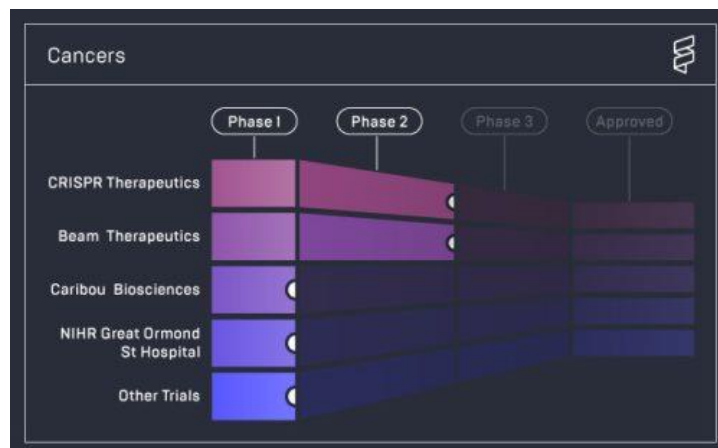 Cancers
Phase 1
Phase 2
Phase 3
Approved
CRISPR Therapeutics
Beam Therapeutics
Caribou Biosciences
NIHR Great Ormond
St Hospital
Other Trials